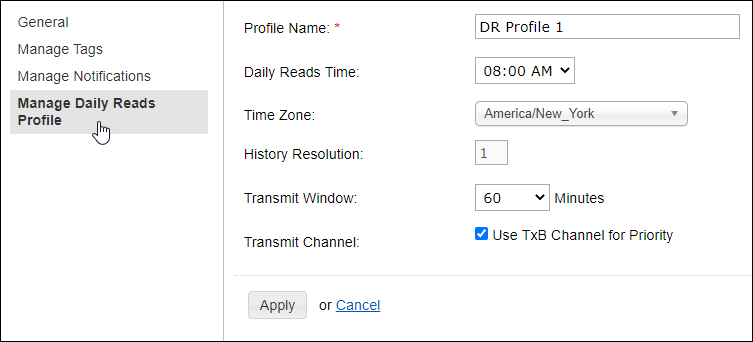 General
Manage Tags
Manage Notifications
Manage Daily Reads
Profile
Profile Name: * DR Profile 1
Daily Reads Time: 08:00 AM
Time Zone: America/New_York
History Resolution: 1
Transmit Window: 60 Minutes
Transmit Channel: Use TxB Channel for Priority
Apply or Cancel